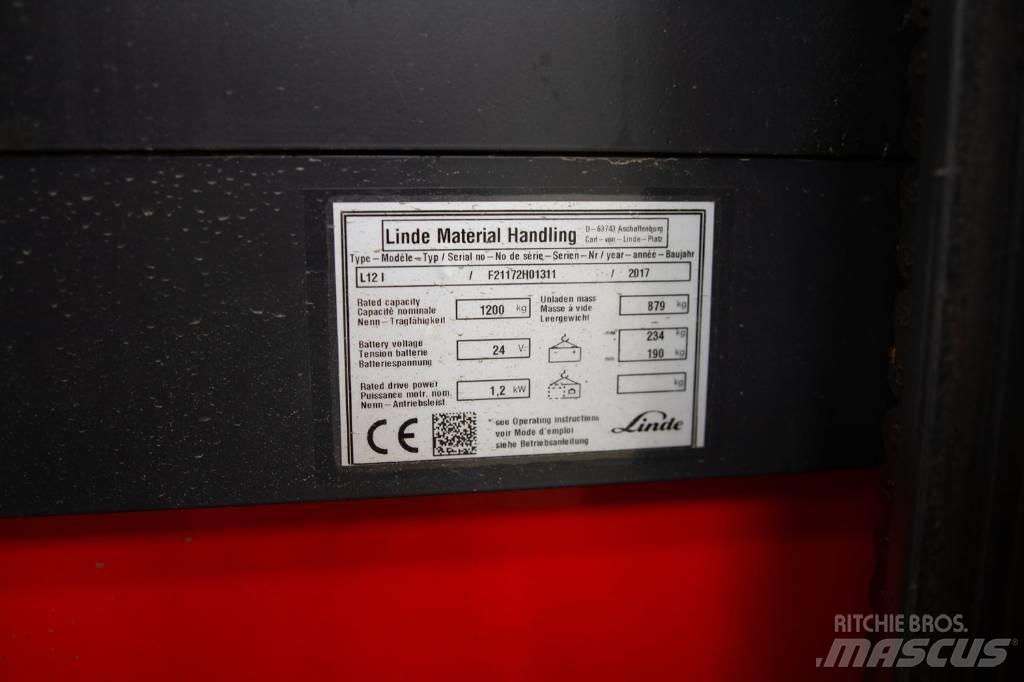 Linde Material Handling
D-63743 Aschaffenburg
Carl-von-Linde-Platz
Type-Modèle-Typ / Serial no-No de série-Serien-Nr / year-année-Baujahr
L12 I / F21172H01311 / 2017
Rated capacity
Capacité nominale
Nenn-Tragfähigkeit
1200 kg
Unladen mass
Masse à vide
Leergewicht
879 kg
Battery voltage
Tension batterie
Batteriespannung
24 V
max 234 kg
min 190 kg
Rated drive power
Puissance motr. nom.
Nenn-Antriebsleist.
1,2 kW
kg
CE
* see Operating instructions
voir Mode d'emploi
siehe Betriebsanleitung
Linde
RITCHIE BROS.
MASCUS